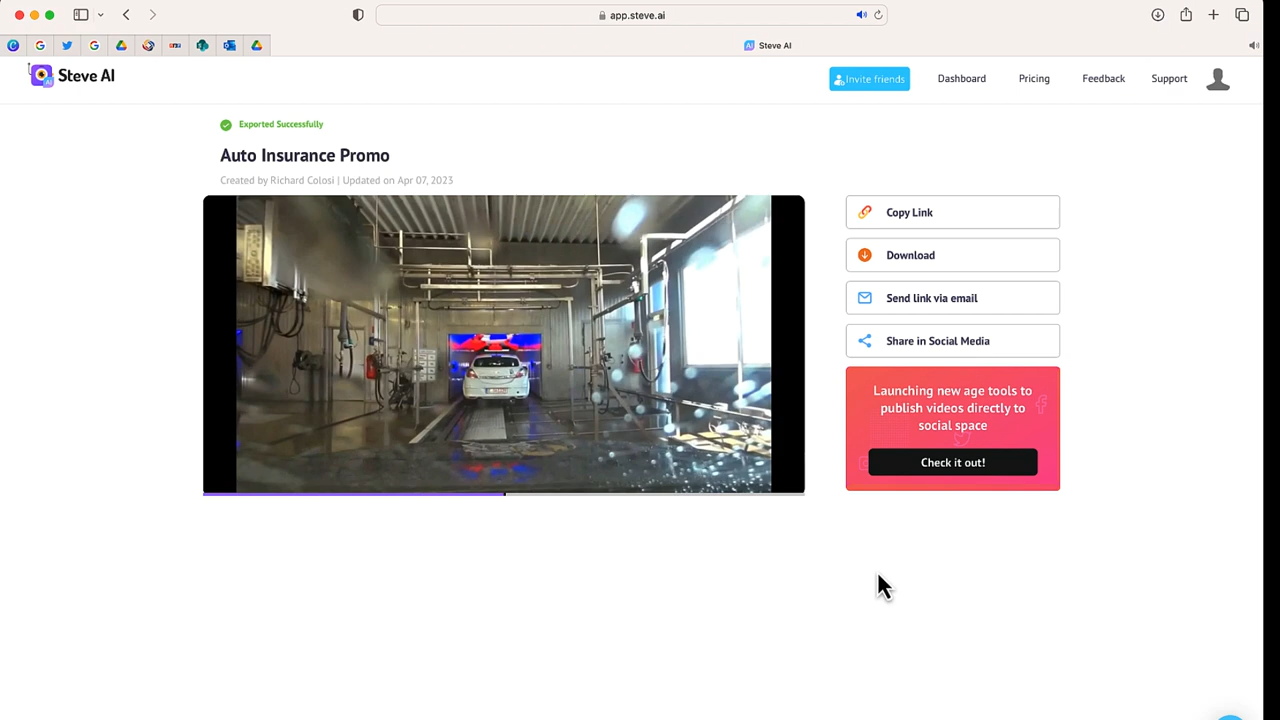 app.steve.ai
Steve AI
Steve AI
Invite friends
Dashboard
Pricing
Feedback
Support
Exported Successfully
Auto Insurance Promo
Created by Richard Colosi | Updated on Apr 07, 2023
Copy Link
Download
Send link via email
Share in Social Media
Launching new age tools to
publish videos directly to
social space
Check it out!